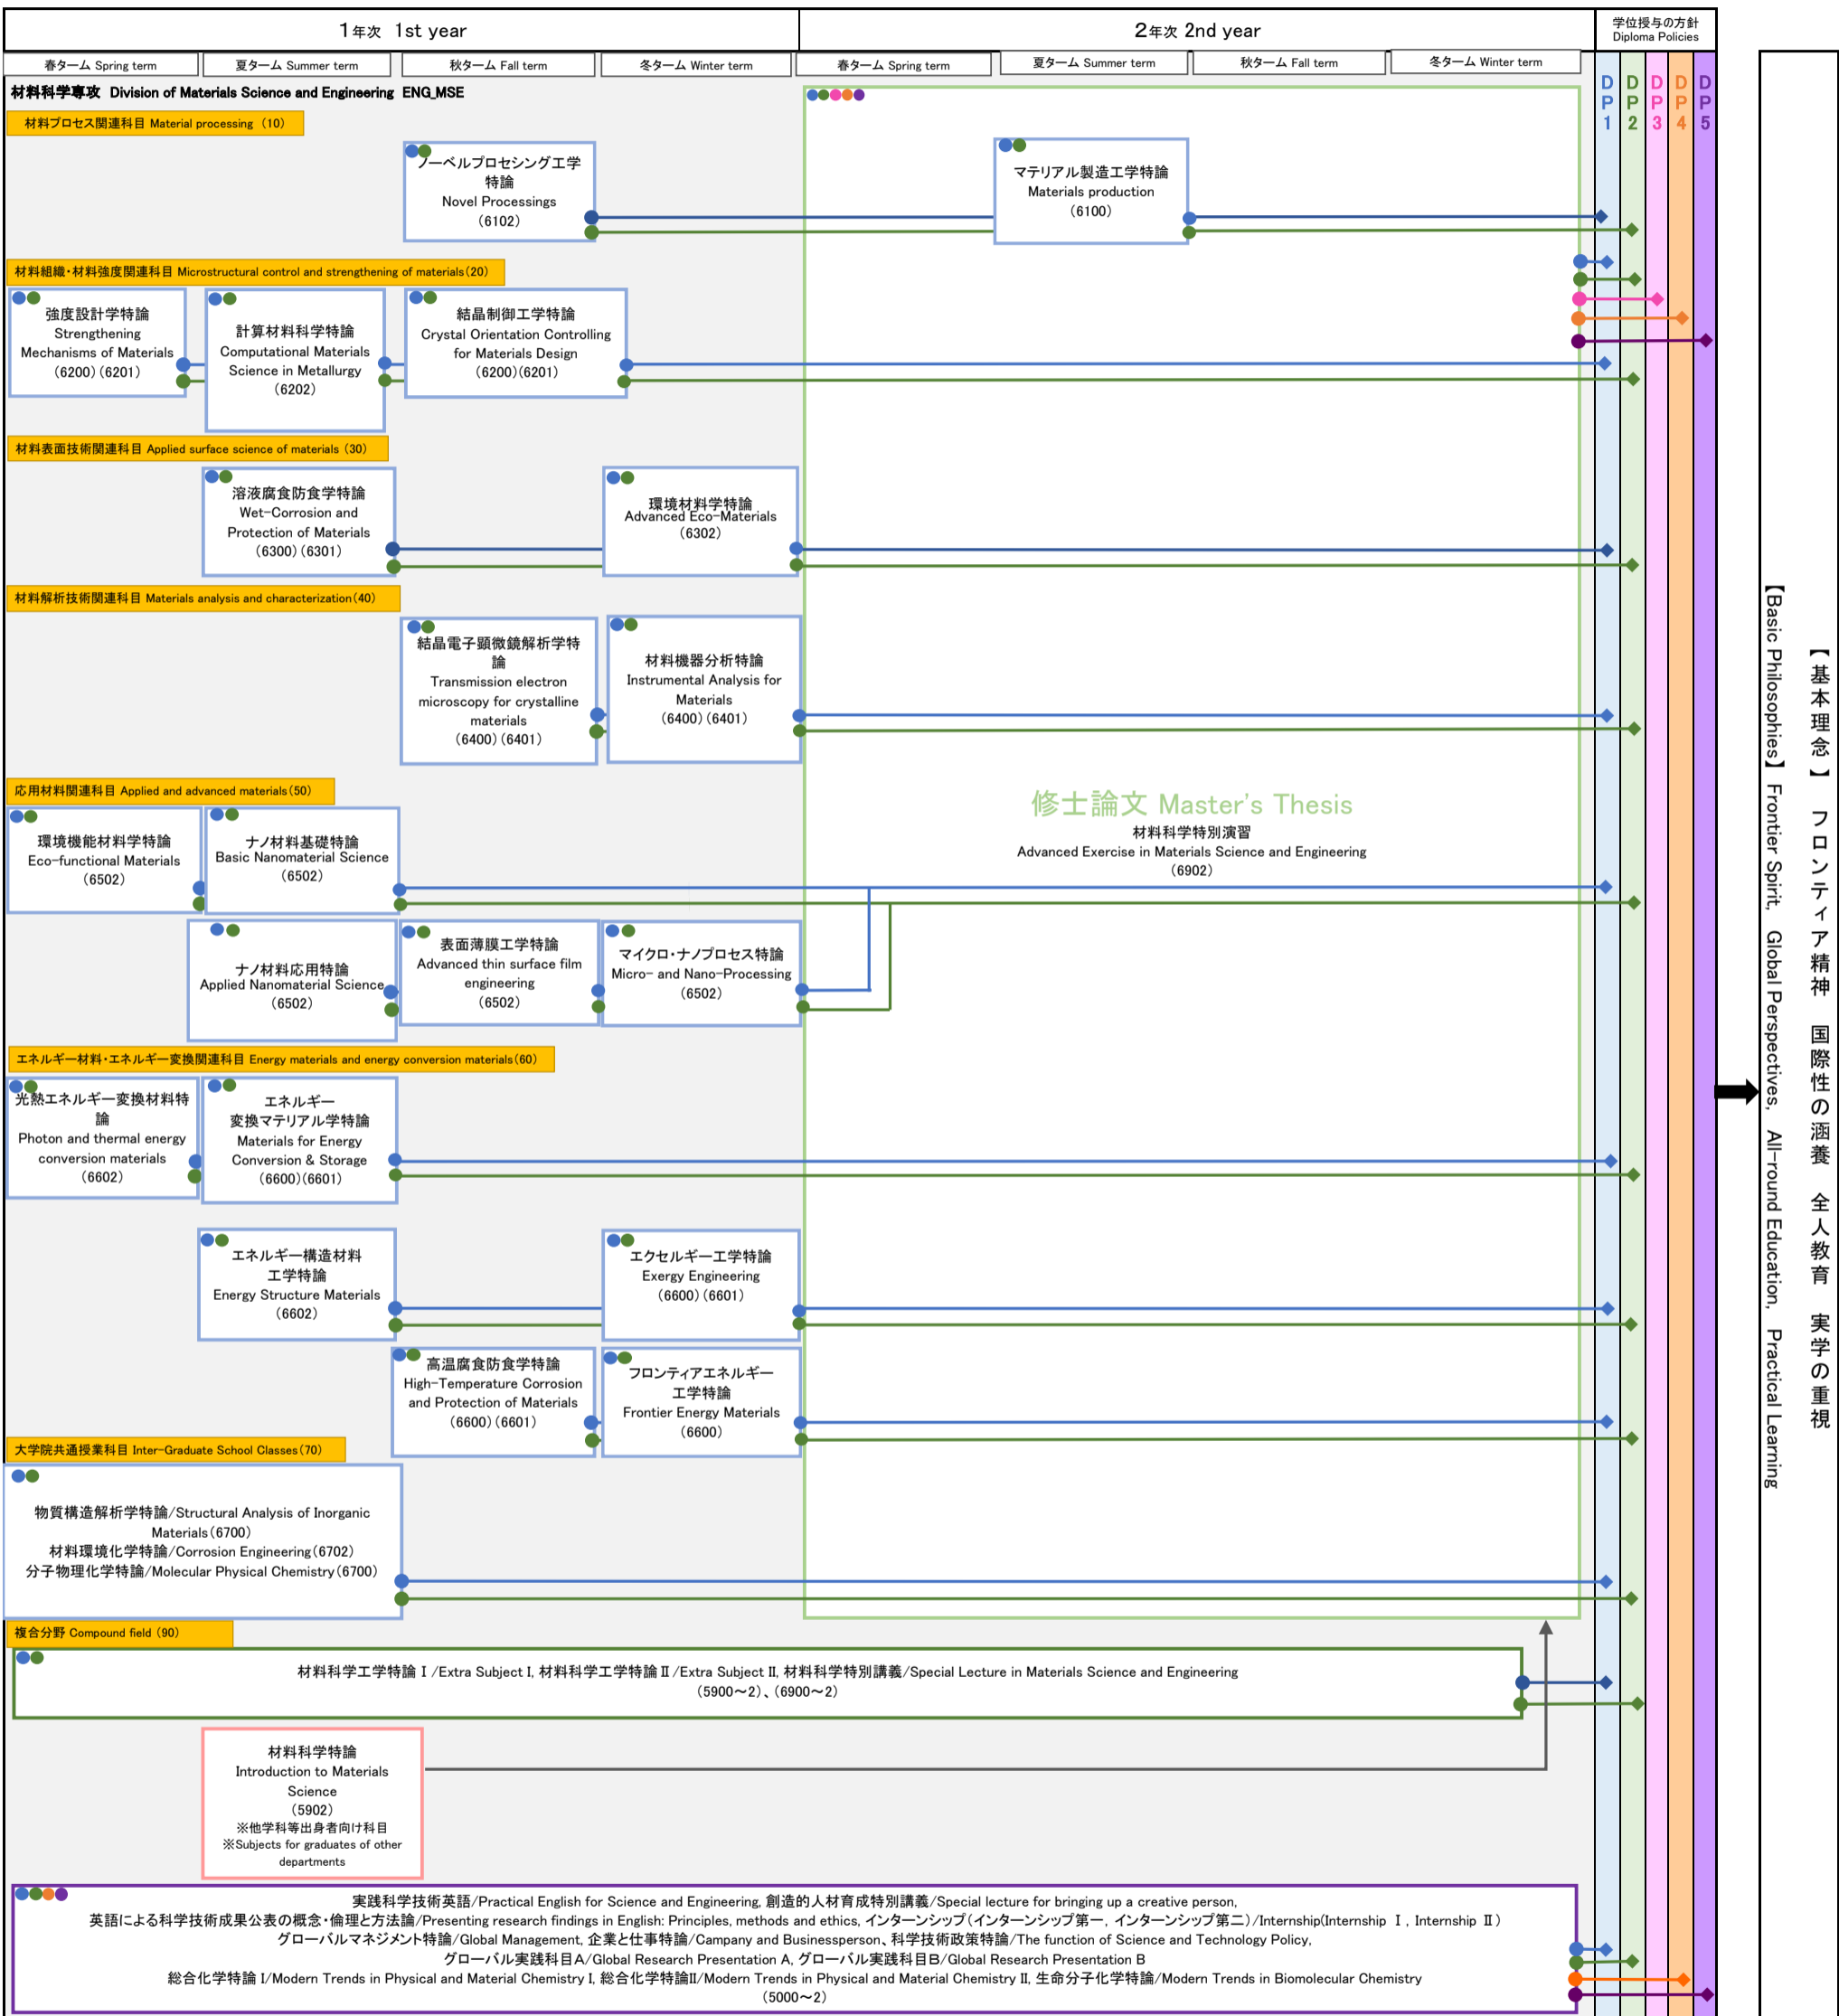 1年次 1st year
2年次 2nd year
学位授与の方針
Diploma Policies
春ターム Spring term
夏ターム Summer term
秋ターム Fall term
冬ターム Winter term
春ターム Spring term
夏ターム Summer term
秋ターム Fall term
冬ターム Winter term
材料科学専攻 Division of Materials Science and Engineering ENG_MSE
DP1
DP2
DP3
DP4
DP5
材料プロセス関連科目 Material processing (10)
ノーベルプロセシング工学
特論
Novel Processings
(6102)
マテリアル製造工学特論
Materials production
(6100)
材料組織・材料強度関連科目 Microstructural control and strengthening of materials(20)
強度設計学特論
Strengthening
Mechanisms of Materials
(6200)(6201)
計算材料科学特論
Computational Materials
Science in Metallurgy
(6202)
結晶制御工学特論
Crystal Orientation Controlling
for Materials Design
(6200)(6201)
材料表面技術関連科目 Applied surface science of materials (30)
溶液腐食防食学特論
Wet-Corrosion and
Protection of Materials
(6300)(6301)
環境材料学特論
Advanced Eco-Materials
(6302)
材料解析技術関連科目 Materials analysis and characterization(40)
結晶電子顕微鏡解析学特
論
Transmission electron
microscopy for crystalline
materials
(6400)(6401)
材料機器分析特論
Instrumental Analysis for
Materials
(6400)(6401)
応用材料関連科目 Applied and advanced materials(50)
環境機能材料学特論
Eco-functional Materials
(6502)
ナノ材料基礎特論
Basic Nanomaterial Science
(6502)
修士論文 Master's Thesis
材料科学特別演習
Advanced Exercise in Materials Science and Engineering
(6902)
ナノ材料応用特論
Applied Nanomaterial Science
(6502)
表面薄膜工学特論
Advanced thin surface film
engineering
(6502)
マイクロ・ナノプロセス特論
Micro- and Nano-Processing
(6502)
エネルギー材料・エネルギー変換関連科目 Energy materials and energy conversion materials(60)
光熱エネルギー変換材料特
論
Photon and thermal energy
conversion materials
(6602)
エネルギー
変換マテリアル学特論
Materials for Energy
Conversion & Storage
(6600)(6601)
エネルギー構造材料
工学特論
Energy Structure Materials
(6602)
エクセルギー工学特論
Exergy Engineering
(6600)(6601)
高温腐食防食学特論
High-Temperature Corrosion
and Protection of Materials
(6600)(6601)
フロンティアエネルギー
工学特論
Frontier Energy Materials
(6600)
大学院共通授業科目 Inter-Graduate School Classes(70)
物質構造解析学特論/Structural Analysis of Inorganic
Materials(6700)
材料環境化学特論/Corrosion Engineering(6702)
分子物理化学特論/Molecular Physical Chemistry(6700)
複合分野 Compound field (90)
材料科学工学特論Ⅰ/Extra Subject I, 材料科学工学特論Ⅱ/Extra Subject II, 材料科学特別講義/Special Lecture in Materials Science and Engineering
(5900~2)、(6900~2)
材料科学特論
Introduction to Materials
Science
(5902)
※他学科等出身者向け科目
※Subjects for graduates of other
departments
実践科学技術英語/Practical English for Science and Engineering, 創造的人材育成特別講義/Special lecture for bringing up a creative person,
英語による科学技術成果公表の概念・倫理と方法論/Presenting research findings in English: Principles, methods and ethics, インターンシップ(インターンシップ第一, インターンシップ第二)/Internship(Internship Ⅰ, Internship Ⅱ)
グローバルマネジメント特論/Global Management, 企業と仕事特論/Campany and Businessperson、科学技術政策特論/The function of Science and Technology Policy,
グローバル実践科目A/Global Research Presentation A, グローバル実践科目B/Global Research Presentation B
総合化学特論 I/Modern Trends in Physical and Material Chemistry I, 総合化学特論II/Modern Trends in Physical and Material Chemistry II, 生命分子化学特論/Modern Trends in Biomolecular Chemistry
(5000~2)
【基本理念】 フロンティア精神 国際性の涵養 全人教育 実学の重視
【Basic Philosophies】 Frontier Spirit, Global Perspectives, All-round Education, Practical Learning